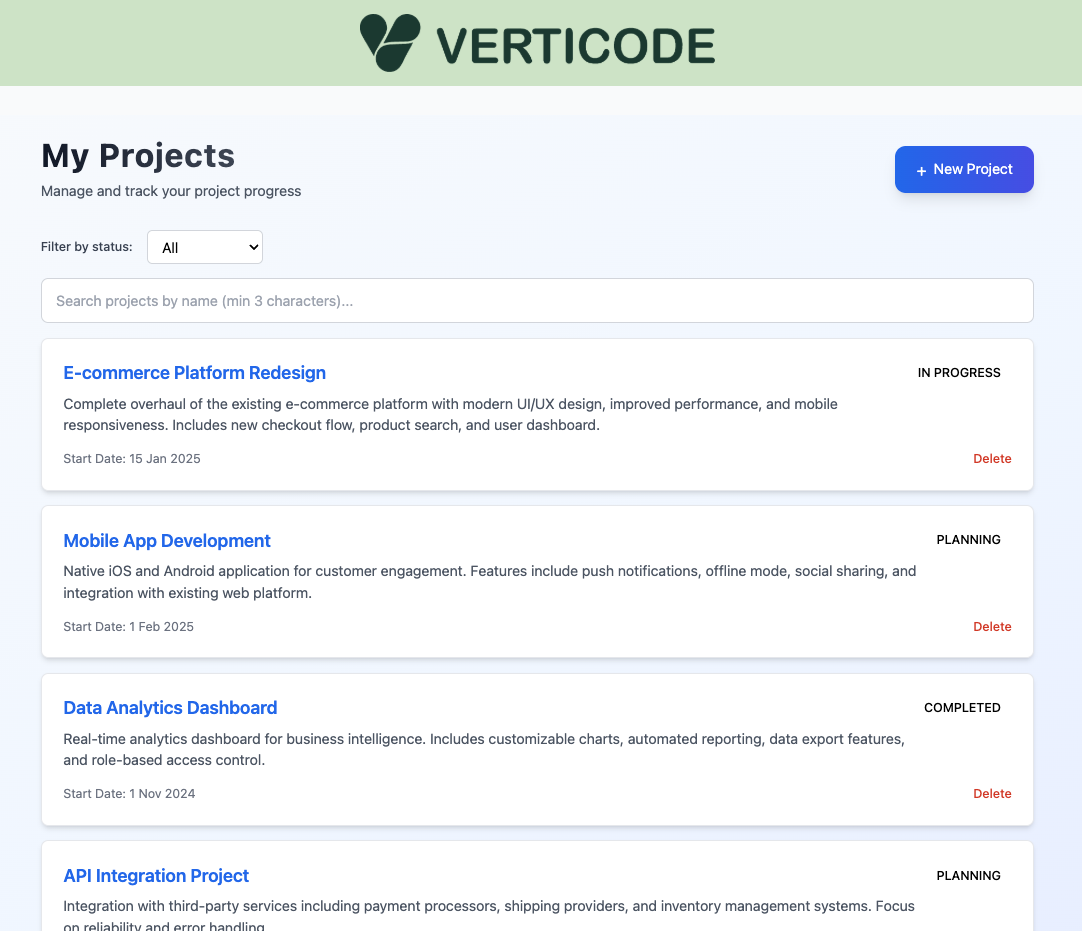 VERTICODE
My Projects
Manage and track your project progress
+ New Project
Filter by status:
All
Search projects by name (min 3 characters)...
E-commerce Platform Redesign
IN PROGRESS
Complete overhaul of the existing e-commerce platform with modern UI/UX design, improved performance, and mobile
responsiveness. Includes new checkout flow, product search, and user dashboard.
Start Date: 15 Jan 2025
Delete
Mobile App Development
PLANNING
Native iOS and Android application for customer engagement. Features include push notifications, offline mode, social sharing, and
integration with existing web platform.
Start Date: 1 Feb 2025
Delete
Data Analytics Dashboard
COMPLETED
Real-time analytics dashboard for business intelligence. Includes customizable charts, automated reporting, data export features,
and role-based access control.
Start Date: 1 Nov 2024
Delete
API Integration Project
PLANNING
Integration with third-party services including payment processors, shipping providers, and inventory management systems. Focus
on reliability and error handling.